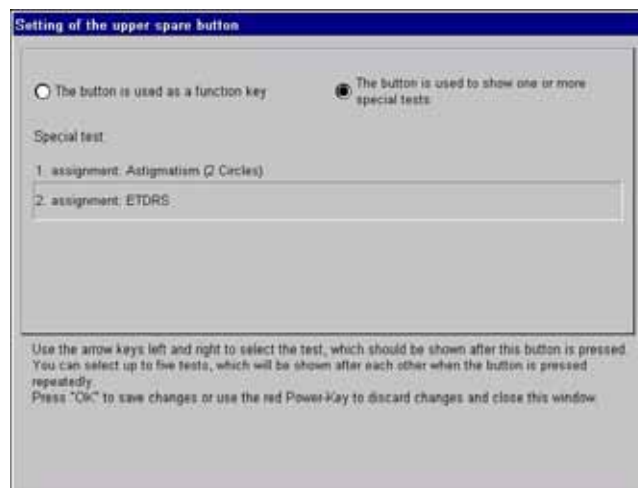 Setting of the upper spare button
The button is used as a function key
The button is used to show one or more
special tests
Special test
1. assignment: Astigmatism (2 Circles)
2. assignment: ETDRS
Use the arrow keys left and right to select the test, which should be shown after this button is pressed.
You can select up to five tests, which will be shown after each other when the button is pressed
repeatedly.
Press "OK" to save changes or use the red Power-Key to discard changes and close this window.